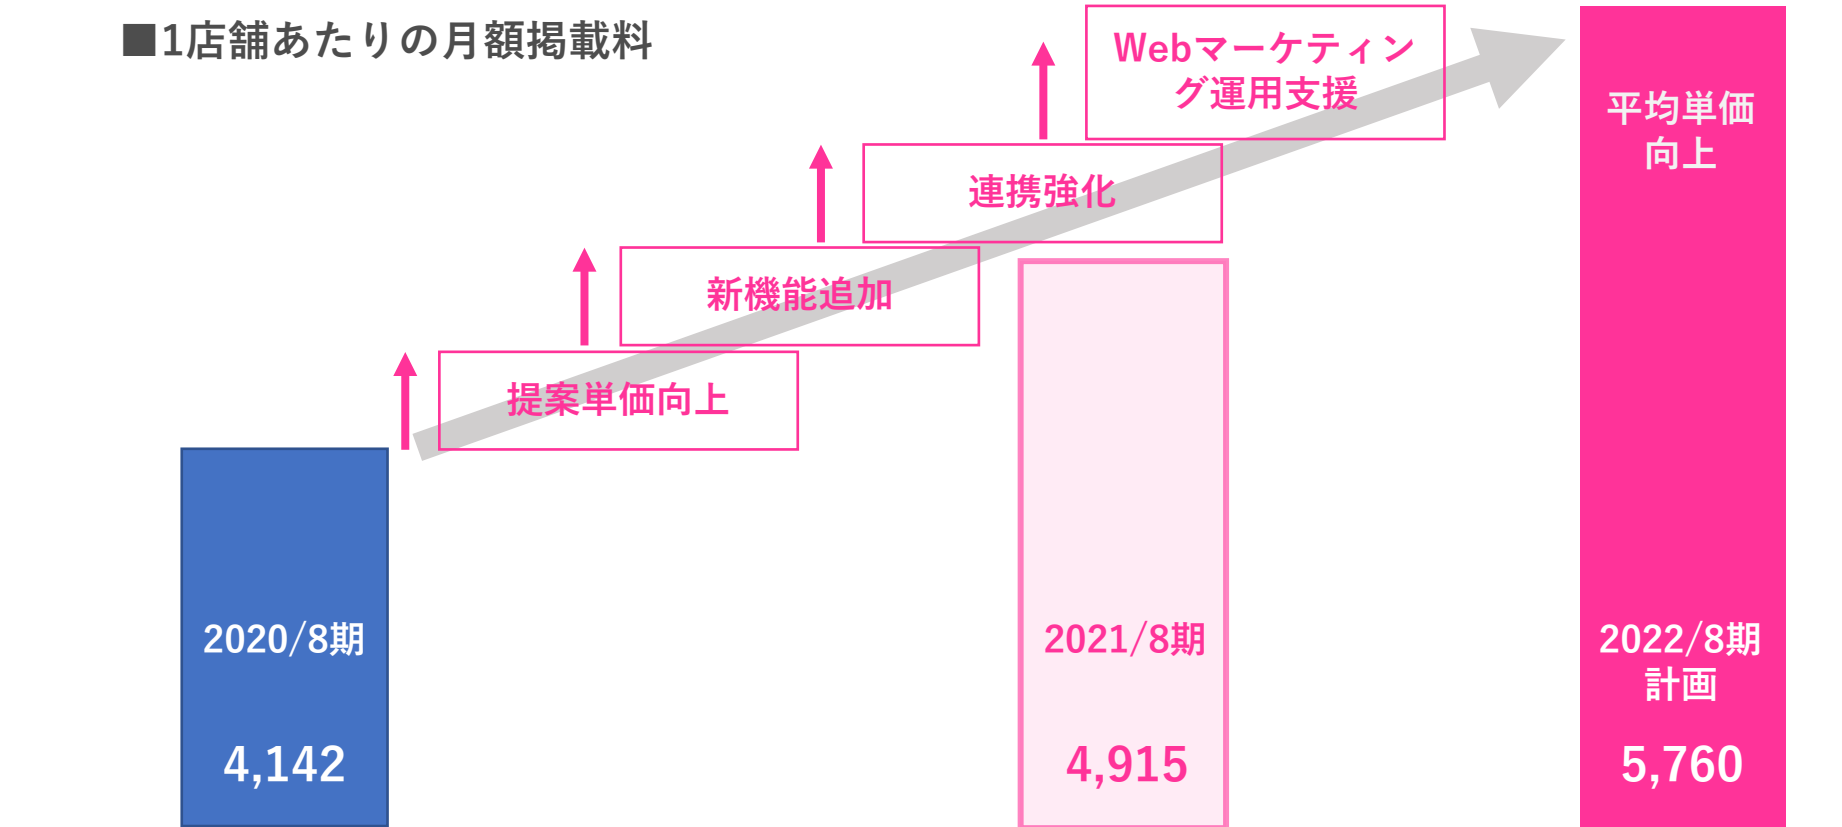 ■1店舗あたりの月額掲載料
Webマーケティン
グ運用支援
連携強化
新機能追加
提案単価向上
平均単価
向上
2020/8期
4,142
2021/8期
4,915
2022/8期
計画
5,760